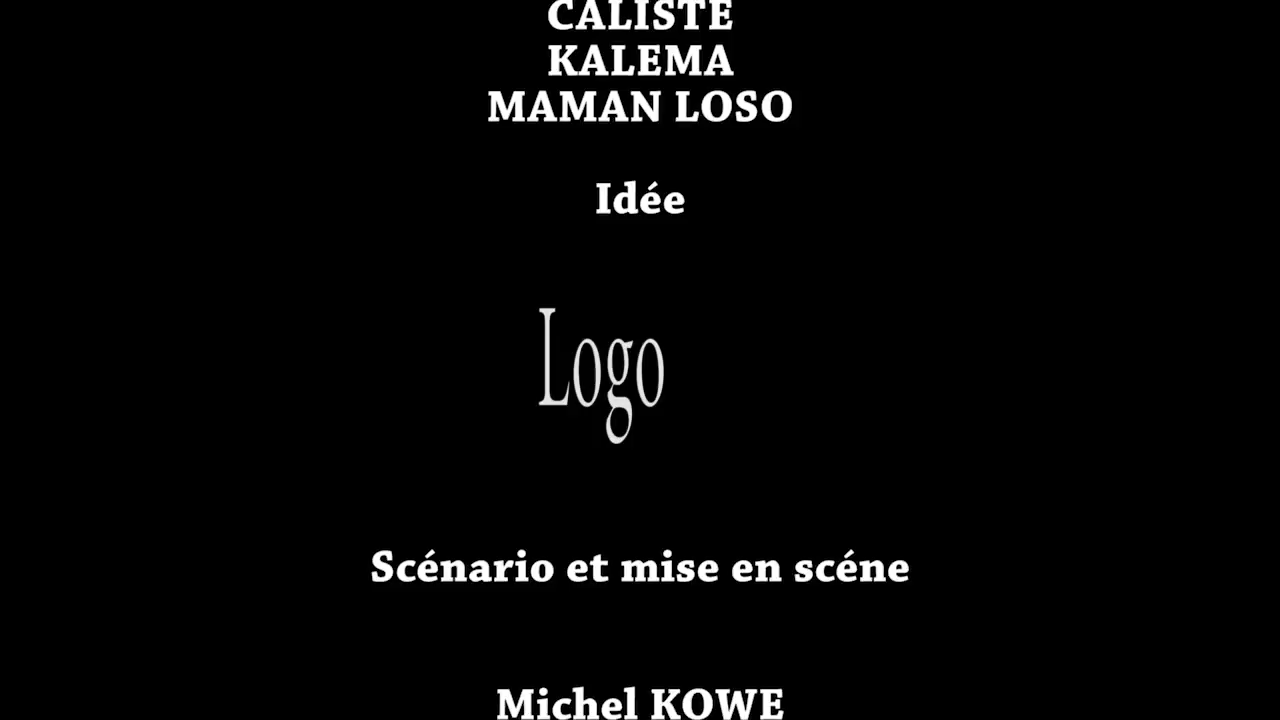 CALISTE
KALEMA
MAMAN LOSO
Idée
Logo
Scénario et mise en scéne
Michel KOWE